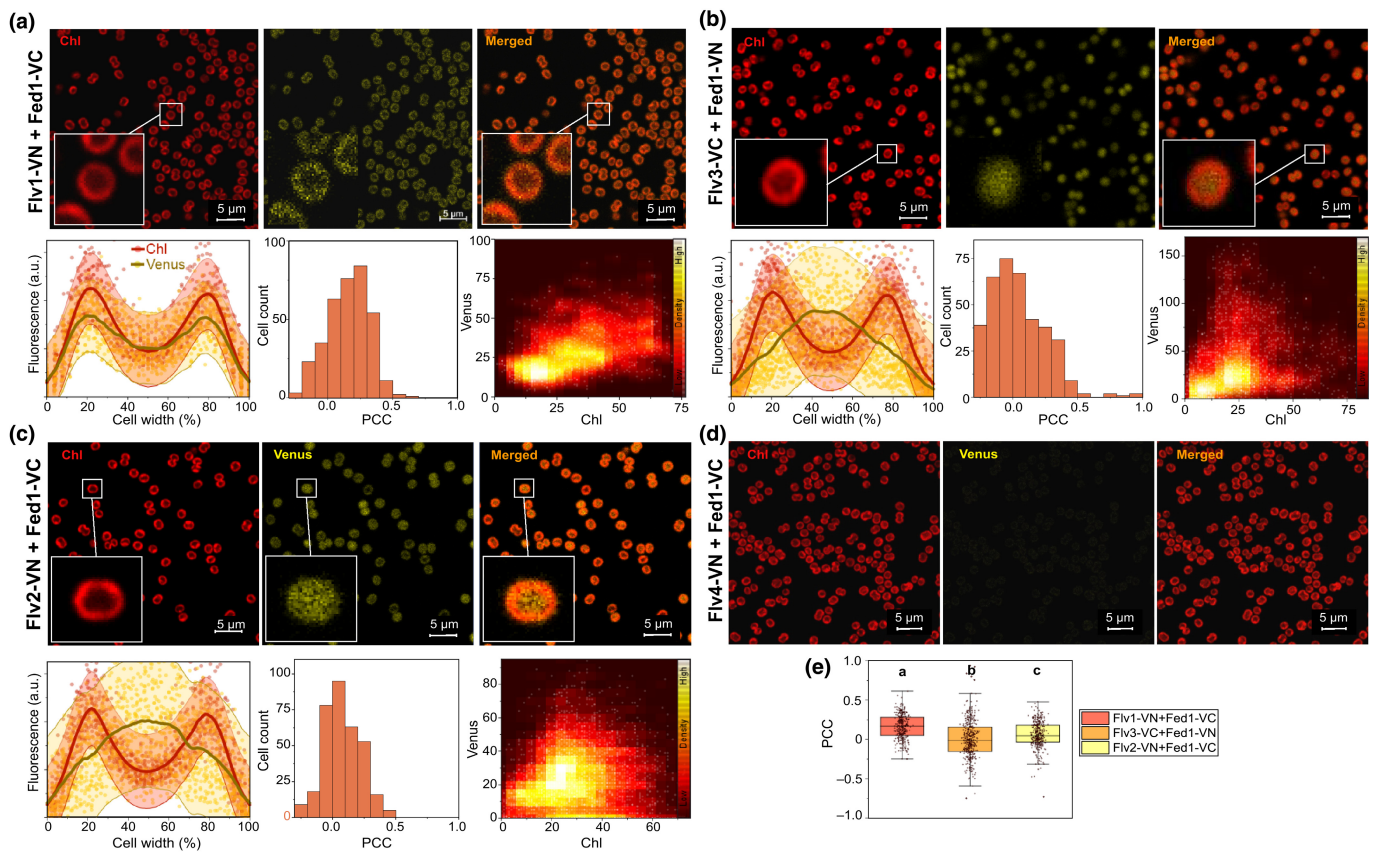 (a)
Flv1-VN + Fed1-VC
Chl
Merged
5 µm
5 µm
5 µm
Fluorescence (a.u.)
Chl
Venus
0 20 40 60 80 100
Cell width (%)
Cell count
100
50
0
0.0 0.5 1.0
PCC
Venus
100
75
50
25
0
0 25 50 75
Chl
High
Density
(b)
Flv3-VC + Fed1-VN
Chl
Merged
5 µm
5 µm
5 µm
Fluorescence (a.u.)
0 20 40 60 80 100
Cell width (%)
Cell count
75
50
25
75
0.0 0.5 1.0
PCC
Venus
150
100
50
0
0 25 50 75
Chl
High
Density
(c)
Flv2-VN + Fed1-VC
Chl
Venus
Merged
5 µm
5 µm
5 µm
Fluorescence (a.u.)
0 20 40 60 80 100
Cell width (%)
Cell count
100
75
50
75
0
0.0 0.5 1.0
PCC
Venus
80
60
40
20
0
0 20 40 60
Chl
High
Density
(d)
Flv4-VN + Fed1-VC
Chl
Venus
Merged
5 µm
5 µm
5 µm
(e)
PCC
1.0
0.5
0
−0.5
−1.0
a
b
c
Flv1-VN+Fed1-VC
Flv3-VC+Fed1-VN
Flv2-VN+Fed1-VC